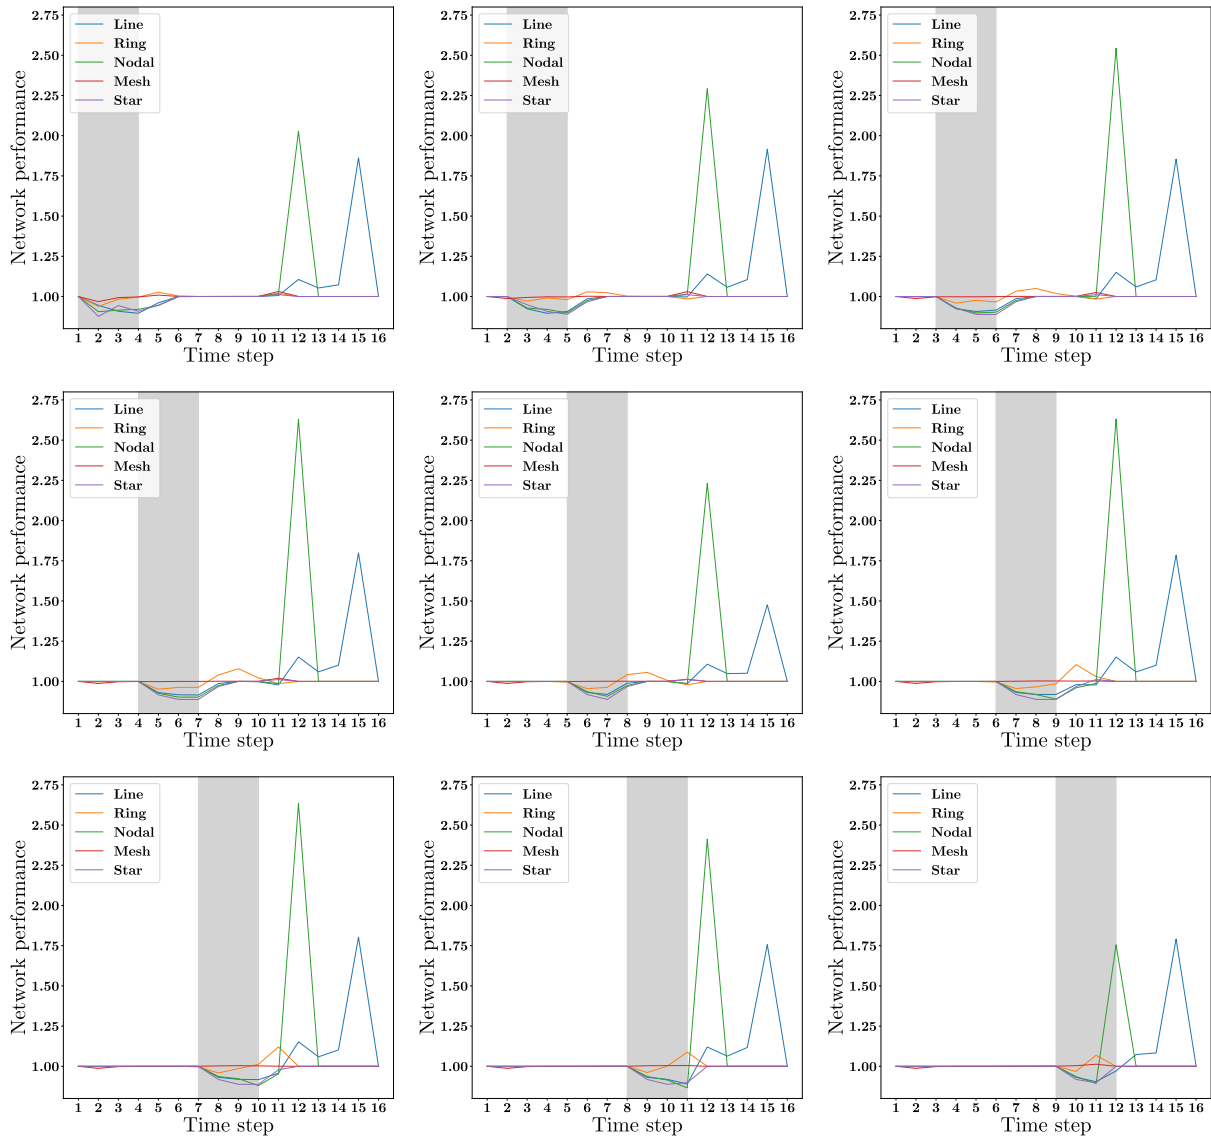 2.75
2.50
2.25
2.00
1.75
1.50
1.25
1.00
Network performance
Line
Ring
Nodal
Mesh
Star
1 2 3 4 5 6 7 8 9 10 11 12 13 14 15 16
Time step
2.75
2.50
2.25
2.00
1.75
1.50
1.25
1.00
Network performance
Line
Ring
Nodal
Mesh
Star
1 2 3 4 5 6 7 8 9 10 11 12 13 14 15 16
Time step
2.75
2.50
2.25
2.00
1.75
1.50
1.25
1.00
Network performance
Line
Ring
Nodal
Mesh
Star
1 2 3 4 5 6 7 8 9 10 11 12 13 14 15 16
Time step
2.75
2.50
2.25
2.00
1.75
1.50
1.25
1.00
Network performance
Line
Ring
Nodal
Mesh
Star
1 2 3 4 5 6 7 8 9 10 11 12 13 14 15 16
Time step
2.75
2.50
2.25
2.00
1.75
1.50
1.25
1.00
Network performance
Line
Ring
Nodal
Mesh
Star
1 2 3 4 5 6 7 8 9 10 11 12 13 14 15 16
Time step
2.75
2.50
2.25
2.00
1.75
1.50
1.25
1.00
Network performance
Line
Ring
Nodal
Mesh
Star
1 2 3 4 5 6 7 8 9 10 11 12 13 14 15 16
Time step
2.75
2.50
2.25
2.00
1.75
1.50
1.25
1.00
Network performance
Line
Ring
Nodal
Mesh
Star
1 2 3 4 5 6 7 8 9 10 11 12 13 14 15 16
Time step
2.75
2.50
2.25
2.00
1.75
1.50
1.25
1.00
Network performance
Line
Ring
Nodal
Mesh
Star
1 2 3 4 5 6 7 8 9 10 11 12 13 14 15 16
Time step
2.75
2.50
2.25
2.00
1.75
1.50
1.25
1.00
Network performance
Line
Ring
Nodal
Mesh
Star
1 2 3 4 5 6 7 8 9 10 11 12 13 14 15 16
Time step